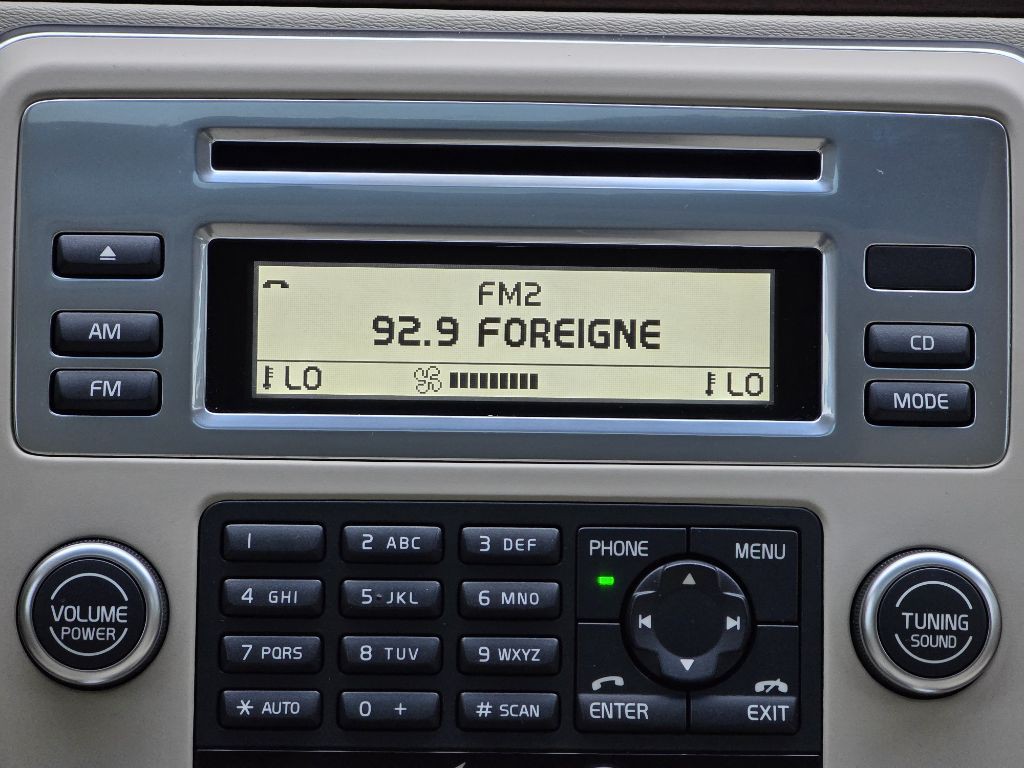 FM2
92.9 FOREIGNE
LO LO
AM
FM
CD
MODE
VOLUME
POWER
1
2 ABC
3 DEF
4 GHI
5 JKL
6 MNO
7 PQRS
8 TUV
9 WXYZ
* AUTO
0 +
# SCAN
PHONE
MENU
ENTER
EXIT
TUNING
SOUND